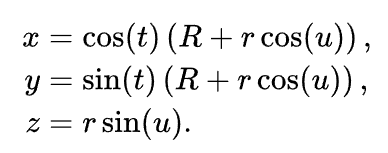 x = cos(t) (R + r cos(u)) ,
y = sin(t) (R + r cos(u)) ,
z = r sin(u).